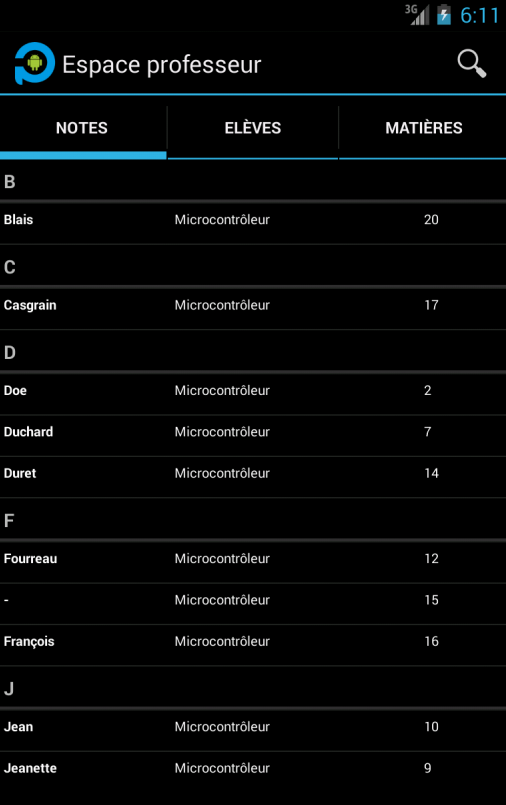 3G 6:11
Espace professeur
NOTES ELÈVES MATIÈRES
B
Blais Microcontrôleur 20
C
Casgrain Microcontrôleur 17
D
Doe Microcontrôleur 2
Duchard Microcontrôleur 7
Duret Microcontrôleur 14
F
Fourreau Microcontrôleur 12
- Microcontrôleur 15
François Microcontrôleur 16
J
Jean Microcontrôleur 10
Jeanette Microcontrôleur 9